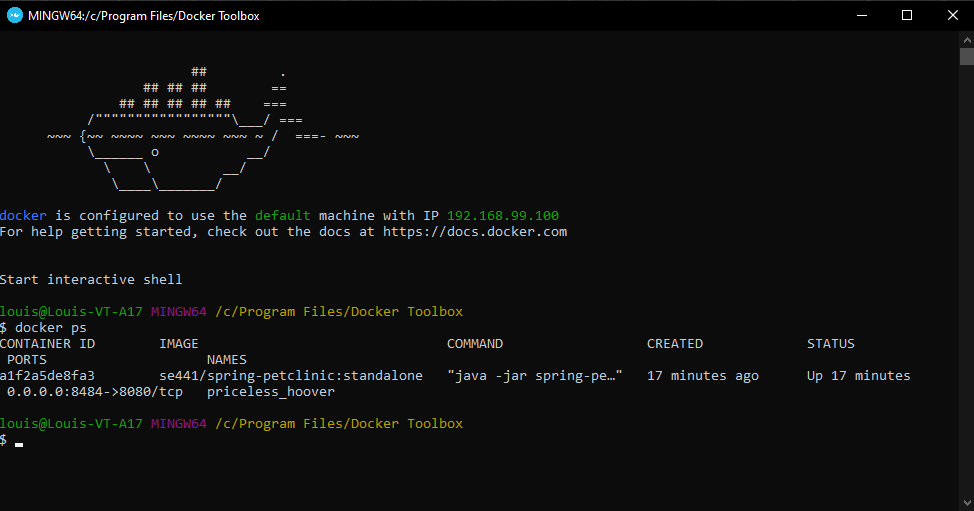 MINGW64:/c/Program Files/Docker Toolbox
                        ##         .
                  ## ## ##        ==
               ## ## ## ## ##    ===
           /"""""""""""""""""\___/ ===
      ~~~ {~~ ~~~~ ~~~ ~~~~ ~~~ ~ /  ===- ~~~
           \______ o           __/
             \    \         __/
              \____\_______/
docker is configured to use the default machine with IP 192.168.99.100
For help getting started, check out the docs at https://docs.docker.com
Start interactive shell
louis@Louis-VT-A17 MINGW64 /c/Program Files/Docker Toolbox
$ docker ps
CONTAINER ID        IMAGE                               COMMAND                  CREATED             STATUS
 PORTS                    NAMES
a1f2a5de8fa3        se441/spring-petclinic:standalone   "java -jar spring-pe…"   17 minutes ago      Up 17 minutes
 0.0.0.0:8484->8080/tcp   priceless_hoover
louis@Louis-VT-A17 MINGW64 /c/Program Files/Docker Toolbox
$